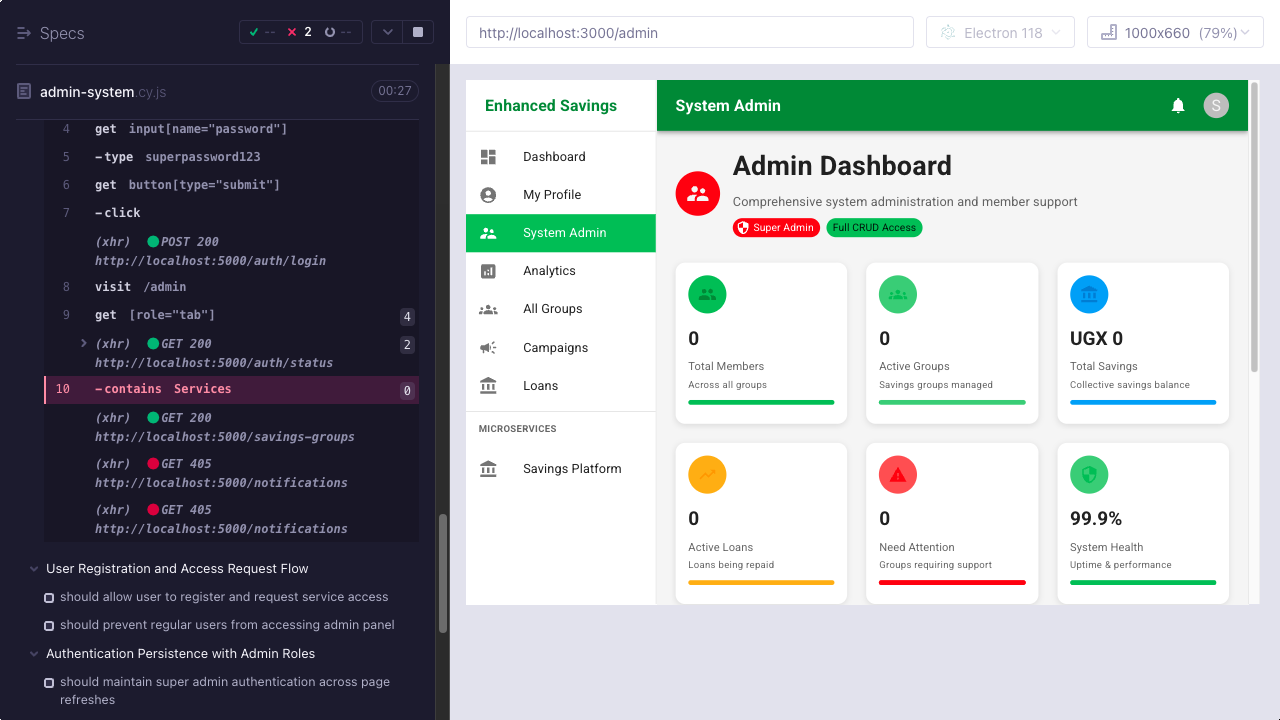 Specs
--
2
--
admin-system.cy.js
00:27
4 get input[name="password"]
5 -type superpassword123
6 get button[type="submit"]
7 -click
(xhr) POST 200
http://localhost:5000/auth/login
8 visit /admin
9 get [role="tab"] 4
(xhr) GET 200 2
http://localhost:5000/auth/status
10 -contains Services 0
(xhr) GET 200
http://localhost:5000/savings-groups
(xhr) GET 405
http://localhost:5000/notifications
(xhr) GET 405
http://localhost:5000/notifications
User Registration and Access Request Flow
should allow user to register and request service access
should prevent regular users from accessing admin panel
Authentication Persistence with Admin Roles
should maintain super admin authentication across page
refreshes
http://localhost:3000/admin
Electron 118
1000x660 (79%)
Enhanced Savings
Dashboard
My Profile
System Admin
Analytics
All Groups
Campaigns
Loans
MICROSERVICES
Savings Platform
System Admin
S
Admin Dashboard
Comprehensive system administration and member support
Super Admin
Full CRUD Access
0
Total Members
Across all groups
0
Active Groups
Savings groups managed
UGX 0
Total Savings
Collective savings balance
0
Active Loans
Loans being repaid
0
Need Attention
Groups requiring support
99.9%
System Health
Uptime & performance